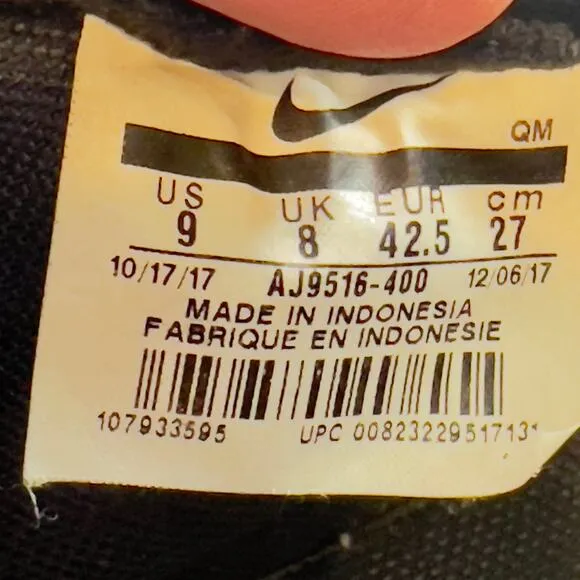 QM
US UK EUR cm
9 8 42.5 27
10/17/17 AJ9516-400 12/06/17
MADE IN INDONESIA
FABRIQUE EN INDONESIE
107933595 UPC 00823229517131